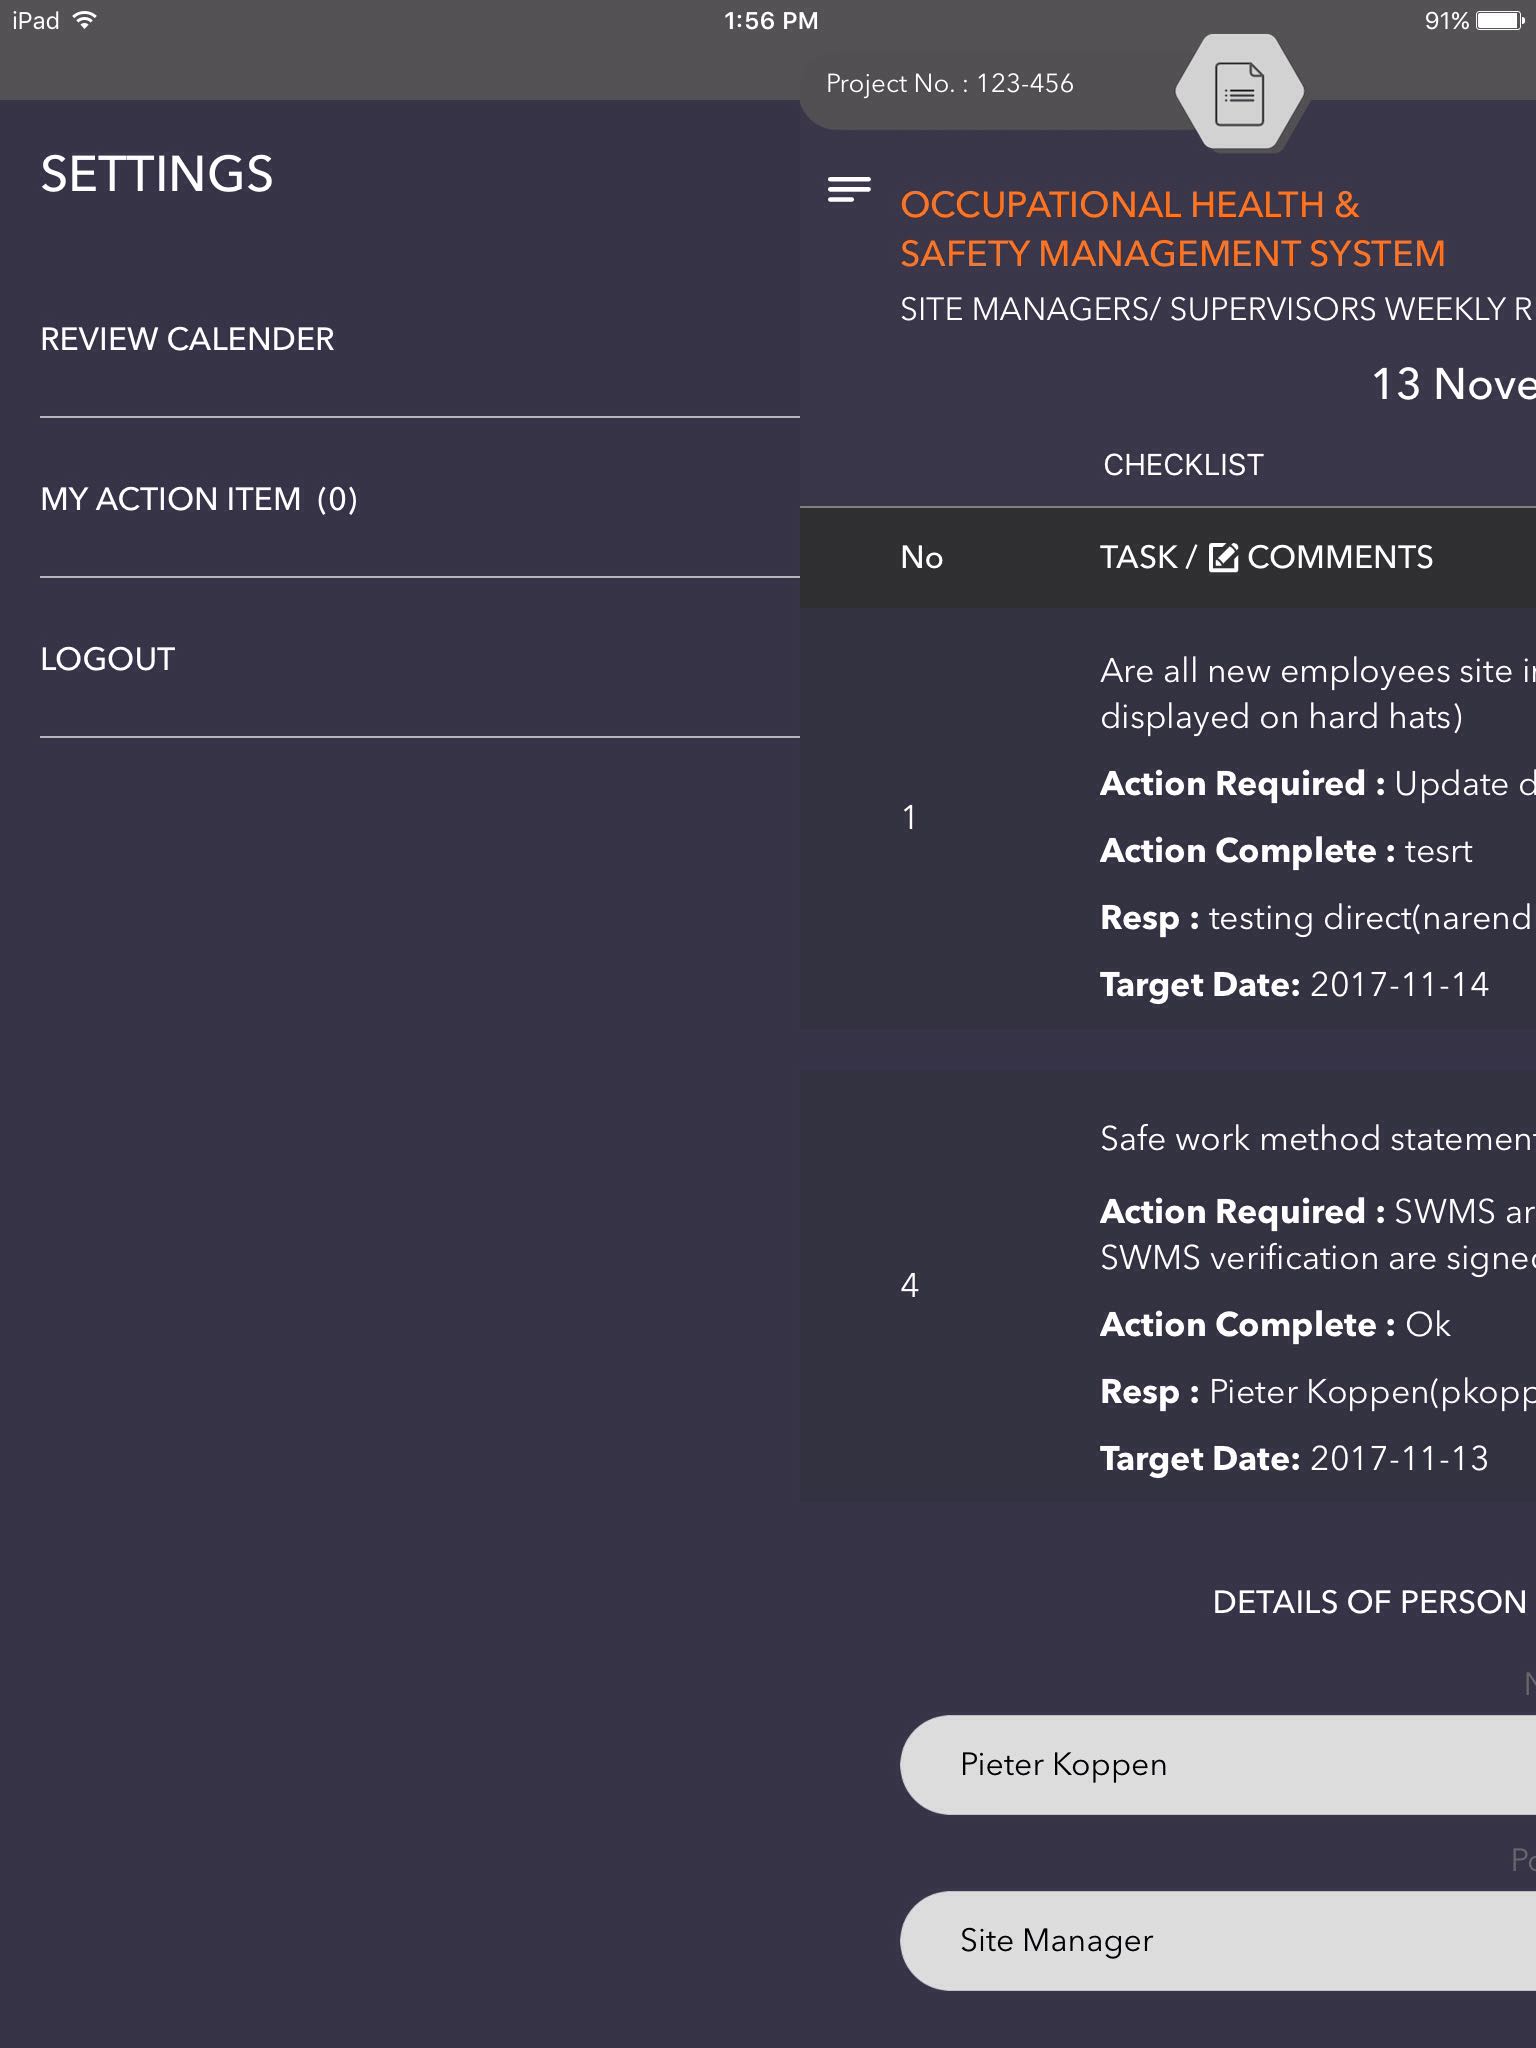 iPad
1:56 PM
91%
Project No. : 123-456
SETTINGS
REVIEW CALENDER
MY ACTION ITEM (0)
LOGOUT
OCCUPATIONAL HEALTH &
SAFETY MANAGEMENT SYSTEM
SITE MANAGERS/ SUPERVISORS WEEKLY R
13 Nove
CHECKLIST
No
TASK / COMMENTS
1
Are all new employees site i
displayed on hard hats)
Action Required : Update d
Action Complete : tesrt
Resp : testing direct(narend
Target Date: 2017-11-14
4
Safe work method statement
Action Required : SWMS ar
SWMS verification are signe
Action Complete : Ok
Resp : Pieter Koppen(pkopp
Target Date: 2017-11-13
DETAILS OF PERSON
Pieter Koppen
Po
Site Manager